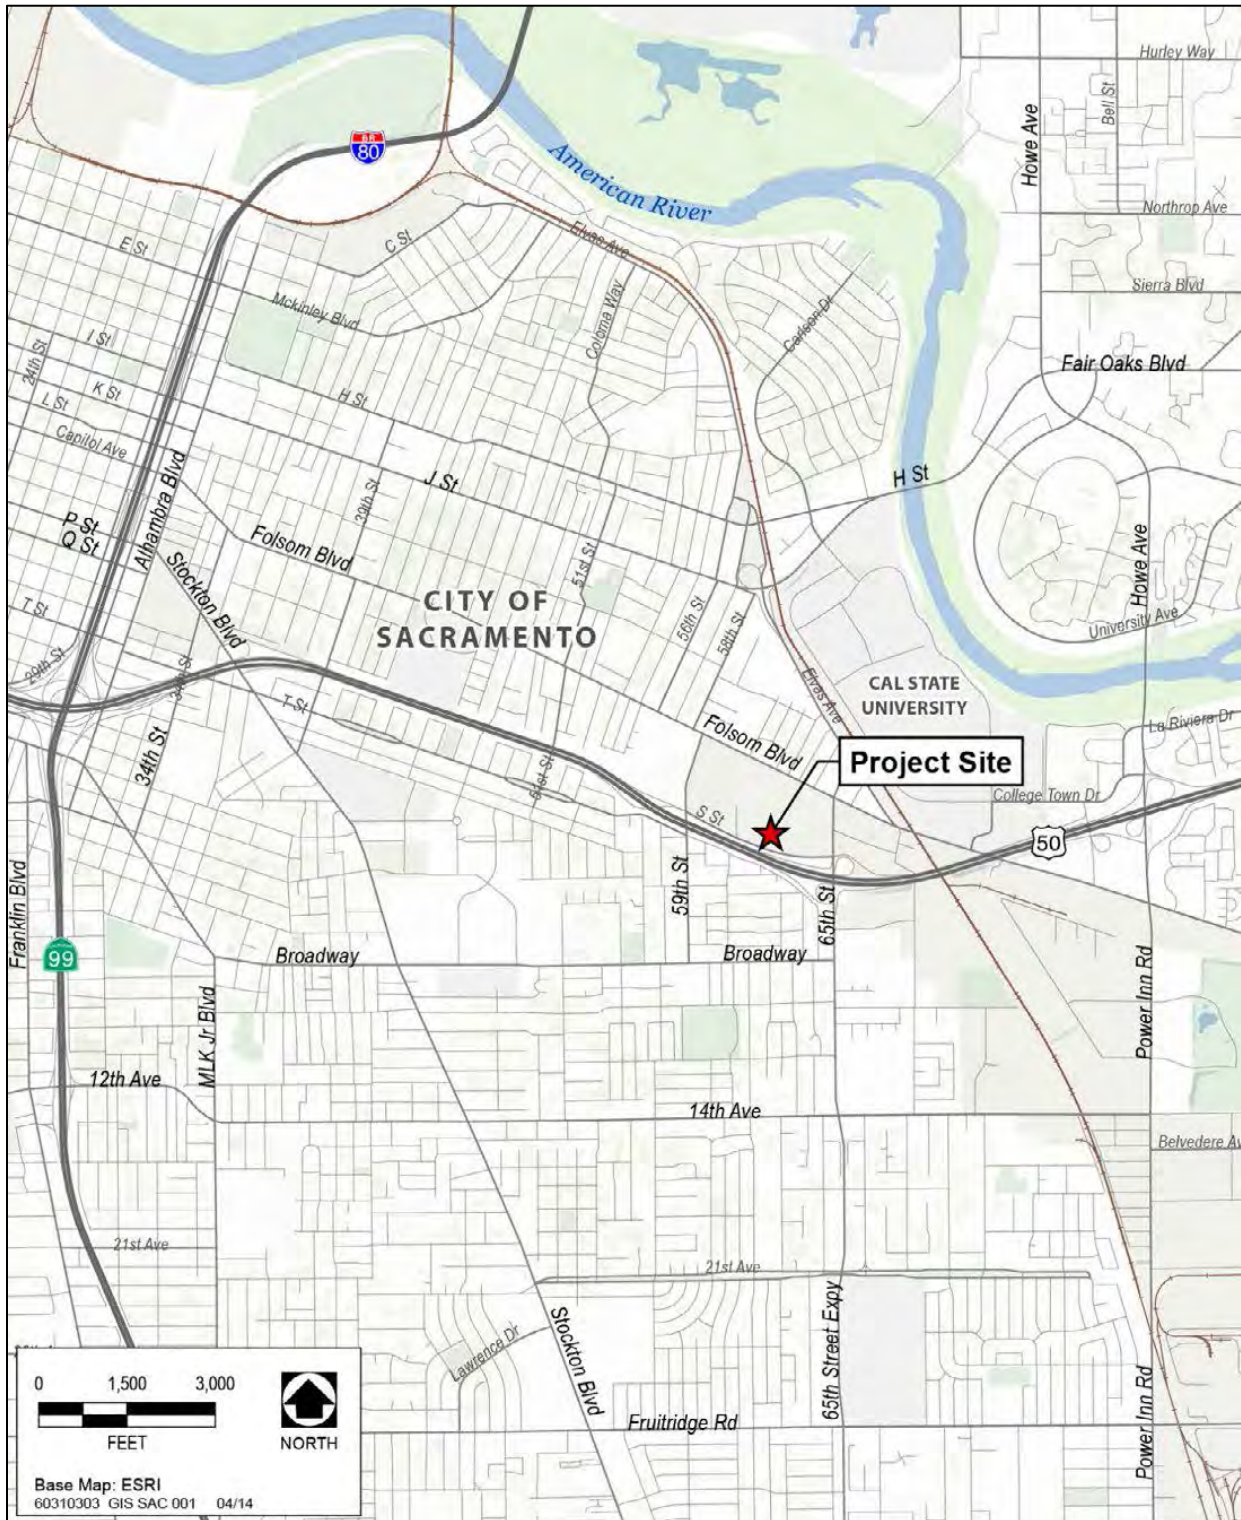 Hurley Way
Bell St
Howe Ave
BR
80
American River
Northrop Ave
Elvas Ave
C St
E St
Sierra Blvd
Mckinley Blvd
Coloma Way
Carlson Dr
I St
24th St
Fair Oaks Blvd
K St
H St
L St
Capitol Ave
J St
H St
39th St
Alhambra Blvd
P St
Q St
Folsom Blvd
51st St
Howe Ave
Stockton Blvd
CITY OF
SACRAMENTO
T St
56th St
58th St
University Ave
29th St
34th St
Elvas Ave
CAL STATE
UNIVERSITY
T St
Folsom Blvd
La Riviera Dr
Project Site
51st St
College Town Dr
S St
50
59th St
65th St
Franklin Blvd
99
Broadway
Broadway
Power Inn Rd
MLK Jr Blvd
12th Ave
14th Ave
Belvedere Av
21st Ave
21st Ave
Stockton Blvd
65th Street Expy
Lawrence Dr
Power Inn Rd
Fruitridge Rd
0 1,500 3,000
FEET
NORTH
Base Map: ESRI
60310303 GIS SAC 001 04/14